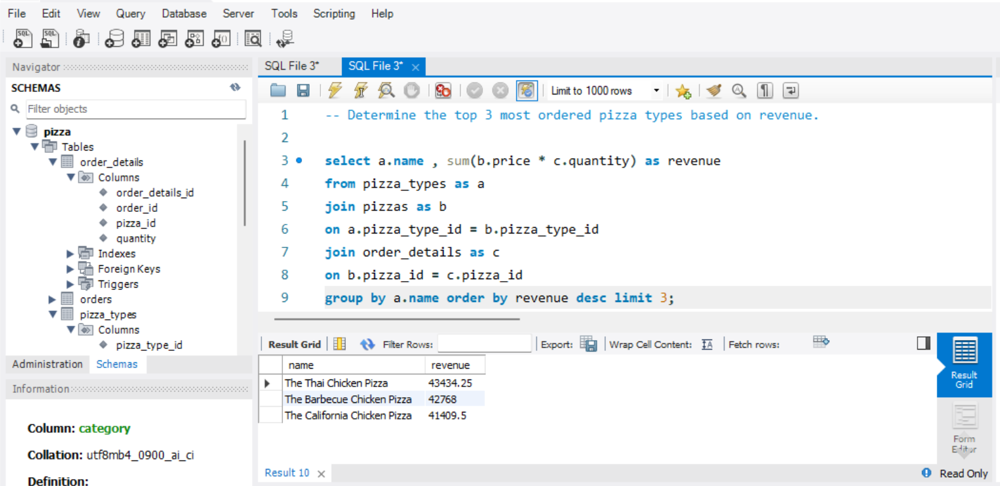 File Edit View Query Database Server Tools Scripting Help
SQL SQL
Navigator
SCHEMAS
Filter objects
pizza
Tables
order_details
Columns
order_details_id
order_id
pizza_id
quantity
Indexes
Foreign Keys
Triggers
orders
pizza_types
Columns
pizza_type_id
Administration Schemas
Information
Column: category
Collation: utf8mb4_0900_ai_ci
Definition:
SQL File 3* SQL File 3*
Limit to 1000 rows
1 -- Determine the top 3 most ordered pizza types based on revenue.
2
3 select a.name , sum(b.price * c.quantity) as revenue
4 from pizza_types as a
5 join pizzas as b
6 on a.pizza_type_id = b.pizza_type_id
7 join order_details as c
8 on b.pizza_id = c.pizza_id
9 group by a.name order by revenue desc limit 3;
Result Grid Filter Rows: Export: Wrap Cell Content: Fetch rows:
name revenue
The Thai Chicken Pizza 43434.25
The Barbecue Chicken Pizza 42768
The California Chicken Pizza 41409.5
Result
Grid
Form
Editor
Result 10
Read Only